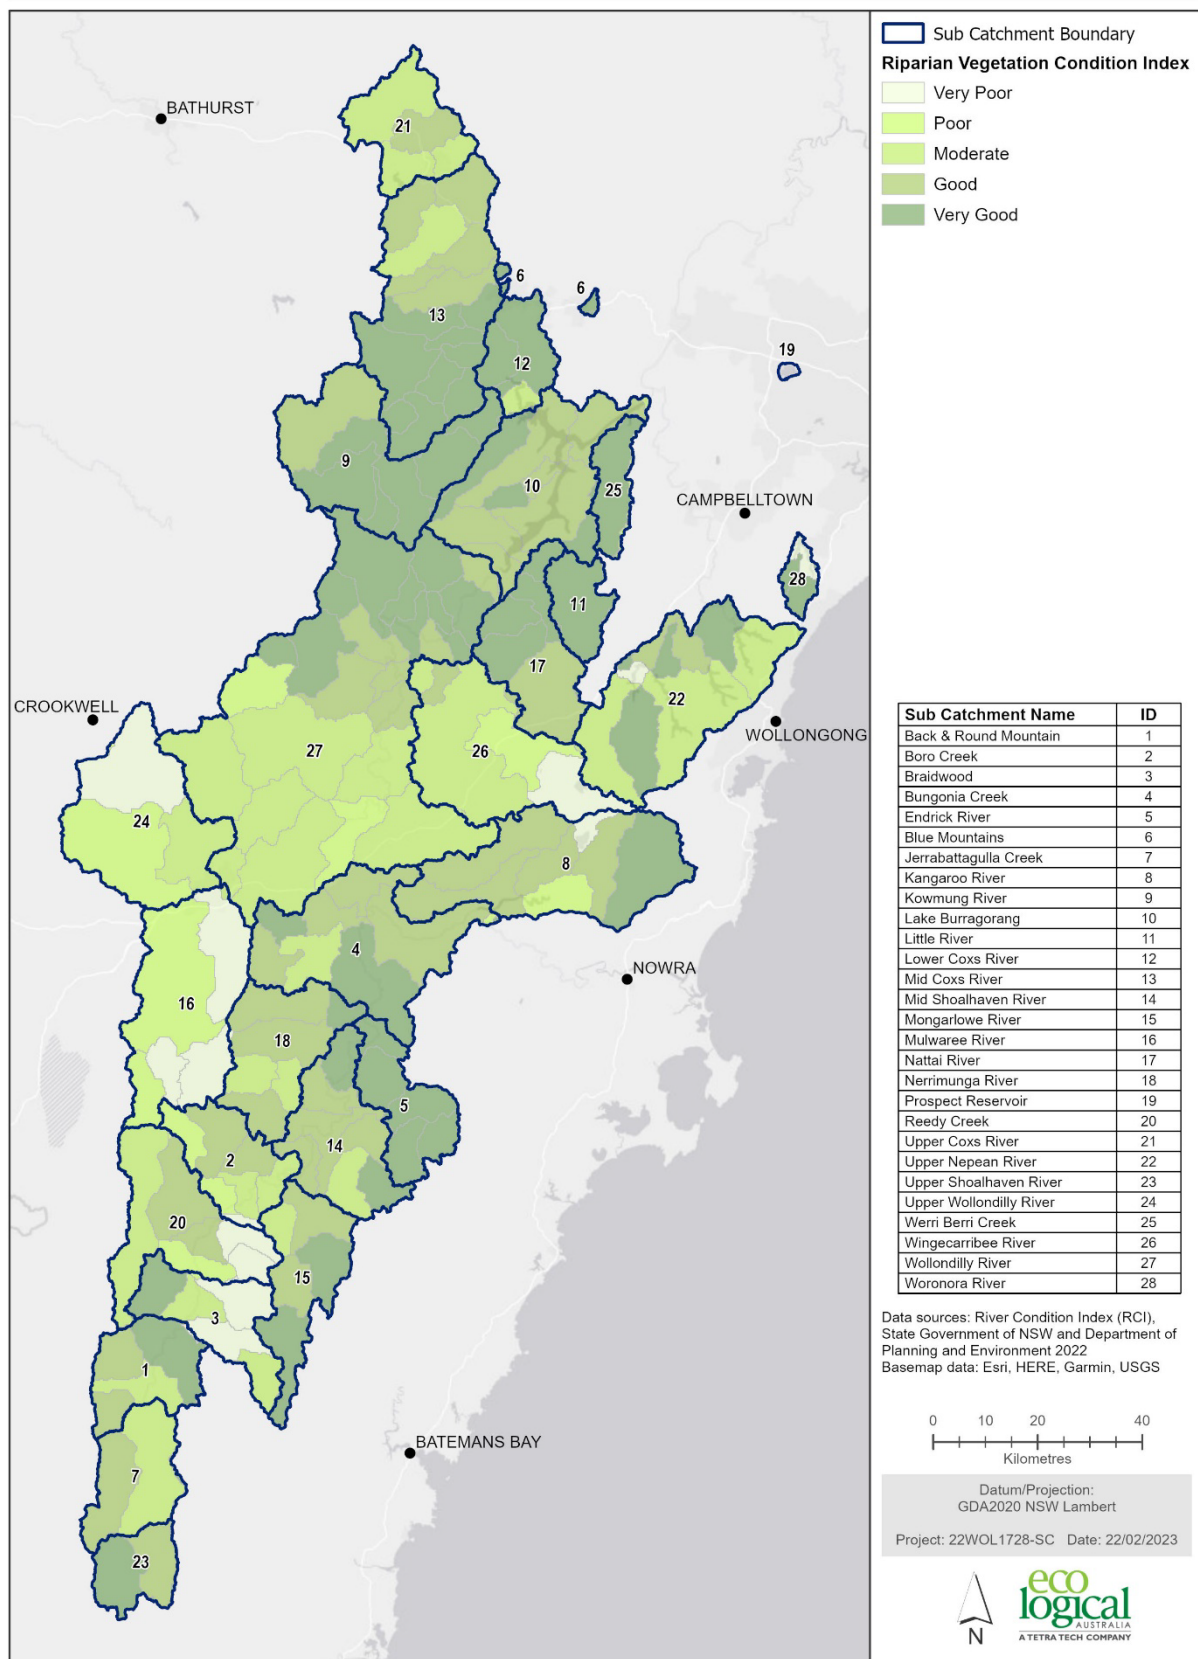 BATHURST
21
6
6
13
19
12
9
10
25
CAMPBELLTOWN
28
11
17
22
CROOKWELL
WOLLONGONG
27
26
24
8
4
NOWRA
16
18
5
14
2
20
15
3
1
BATEMANS BAY
7
23
Sub Catchment Boundary
Riparian Vegetation Condition Index
Very Poor
Poor
Moderate
Good
Very Good
Sub Catchment Name ID
Back & Round Mountain 1
Boro Creek 2
Braidwood 3
Bungonia Creek 4
Endrick River 5
Blue Mountains 6
Jerrabattagulla Creek 7
Kangaroo River 8
Kowmung River 9
Lake Burragorang 10
Little River 11
Lower Coxs River 12
Mid Coxs River 13
Mid Shoalhaven River 14
Mongarlowe River 15
Mulwaree River 16
Nattai River 17
Nerrimunga River 18
Prospect Reservoir 19
Reedy Creek 20
Upper Coxs River 21
Upper Nepean River 22
Upper Shoalhaven River 23
Upper Wollondilly River 24
Werri Berri Creek 25
Wingecarribee River 26
Wollondilly River 27
Woronora River 28
Data sources: River Condition Index (RCI),
State Government of NSW and Department of
Planning and Environment 2022
Basemap data: Esri, HERE, Garmin, USGS
0 10 20 40
Kilometres
Datum/Projection:
GDA2020 NSW Lambert
Project: 22WOL1728-SC Date: 22/02/2023
N
eco
logical
AUSTRALIA
A TETRA TECH COMPANY